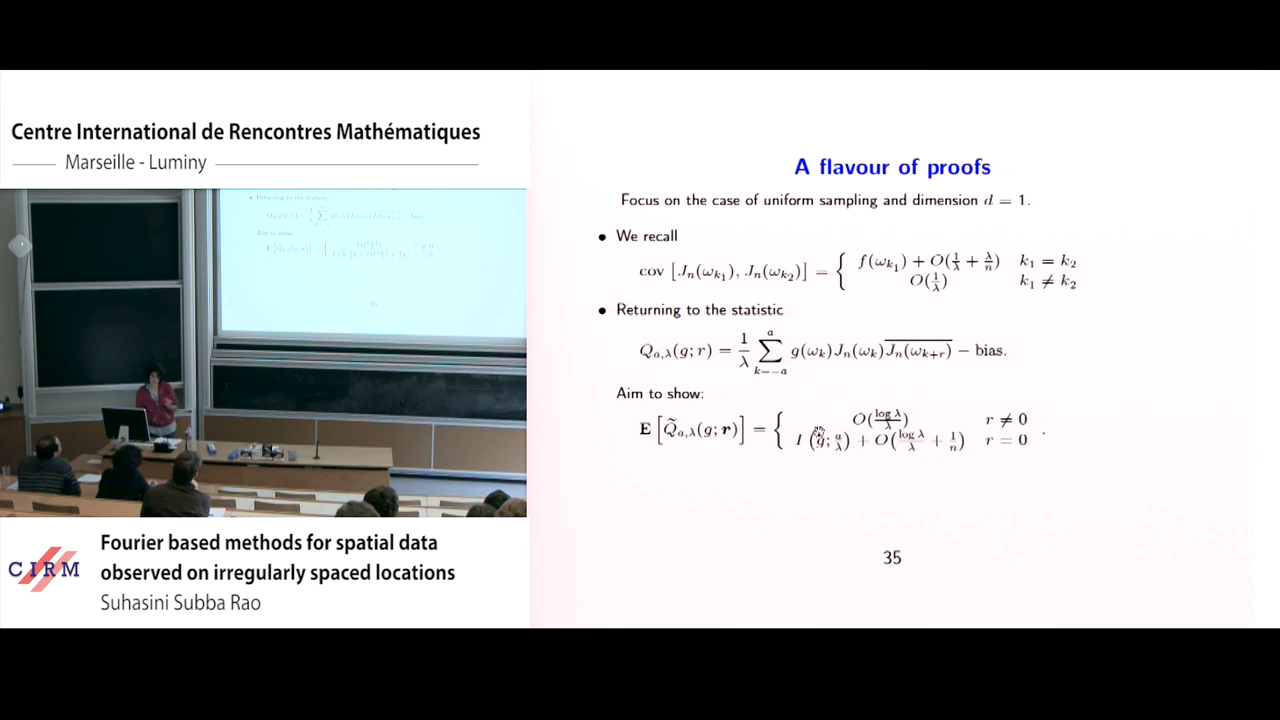 Centre International de Rencontres Mathématiques
Marseille - Luminy
A flavour of proofs
Focus on the case of uniform sampling and dimension d = 1.
• We recall
cov [J_n(ω_{k_1}), J_n(ω_{k_2})] = { f(ω_{k_1}) + O(1/λ + λ/n) k_1 = k_2
O(1/λ) k_1 ≠ k_2
• Returning to the statistic
Q_{a,λ}(g; r) = 1/λ ∑_{k=−a}^{a} g(ω_k) J_n(ω_k) \overline{J_n(ω_{k+r})} − bias.
Aim to show:
E [Q̃_{a,λ}(g; r)] = { O(log λ/λ) r ≠ 0
I (g; a/λ) + O(log λ/λ + 1/n) r = 0 .
35
CIRM
Fourier based methods for spatial data
observed on irregularly spaced locations
Suhasini Subba Rao